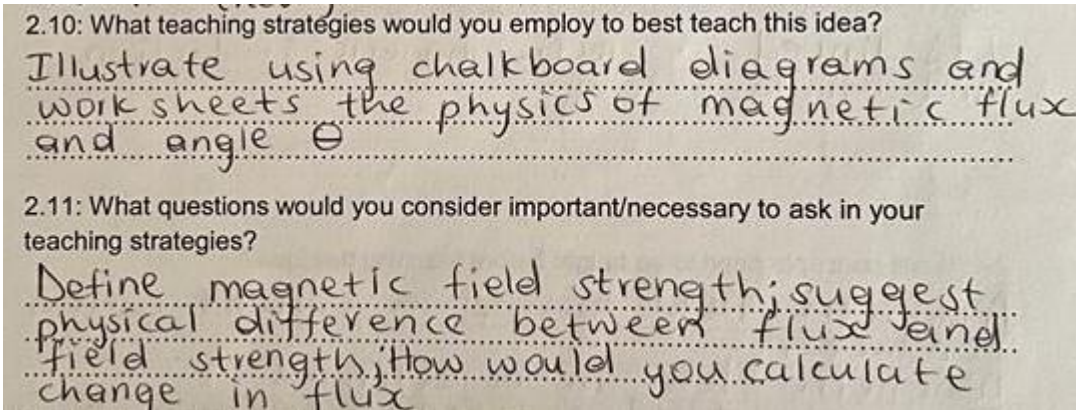 2.10: What teaching strategies would you employ to best teach this idea?
Illustrate using chalkboard diagrams and
work sheets the physics of magnetic flux
and angle θ
2.11: What questions would you consider important/necessary to ask in your
teaching strategies?
Define magnetic field strength; suggest
physical difference between flux and
field strength; How would you calculate
change in flux